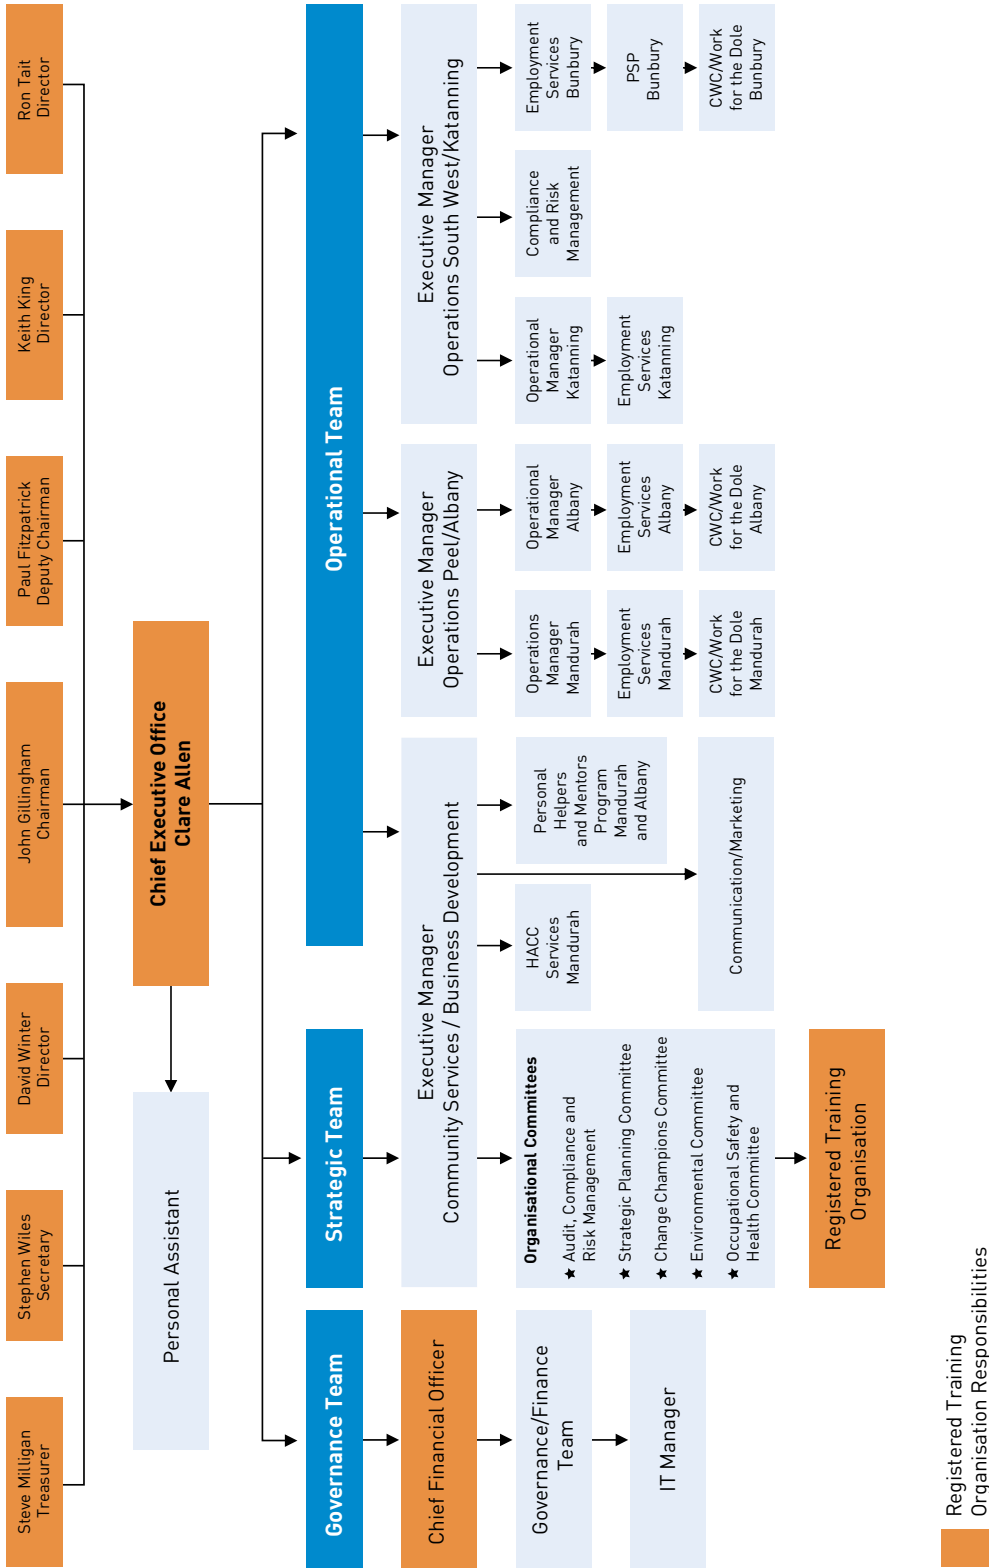 Steve Milligan
Treasurer
Stephen Wiles
Secretary
David Winter
Director
John Gillingham
Chairman
Paul Fitzpatrick
Deputy Chairman
Keith King
Director
Ron Tait
Director
Personal Assistant
Chief Executive Office
Clare Allen
Governance Team
Strategic Team
Operational Team
Chief Financial Officer
Executive Manager
Community Services / Business Development
Executive Manager
Operations Peel/Albany
Executive Manager
Operations South West/Katanning
Governance/Finance
Team
IT Manager
Organisational Committees
★ Audit, Compliance and
Risk Management
★ Strategic Planning Committee
★ Change Champions Committee
★ Environmental Committee
★ Occupational Safety and
Health Committee
Registered Training
Organisation
HACC
Services
Mandurah
Personal
Helpers
and Mentors
Program
Mandurah
and Albany
Communication/Marketing
Operations
Manager
Mandurah
Employment
Services
Mandurah
CWC/Work
for the Dole
Mandurah
Operational
Manager
Albany
Employment
Services
Albany
CWC/Work
for the Dole
Albany
Operational
Manager
Katanning
Employment
Services
Katanning
Compliance
and Risk
Management
Employment
Services
Bunbury
PSP
Bunbury
CWC/Work
for the Dole
Bunbury
Registered Training
Organisation Responsibilities